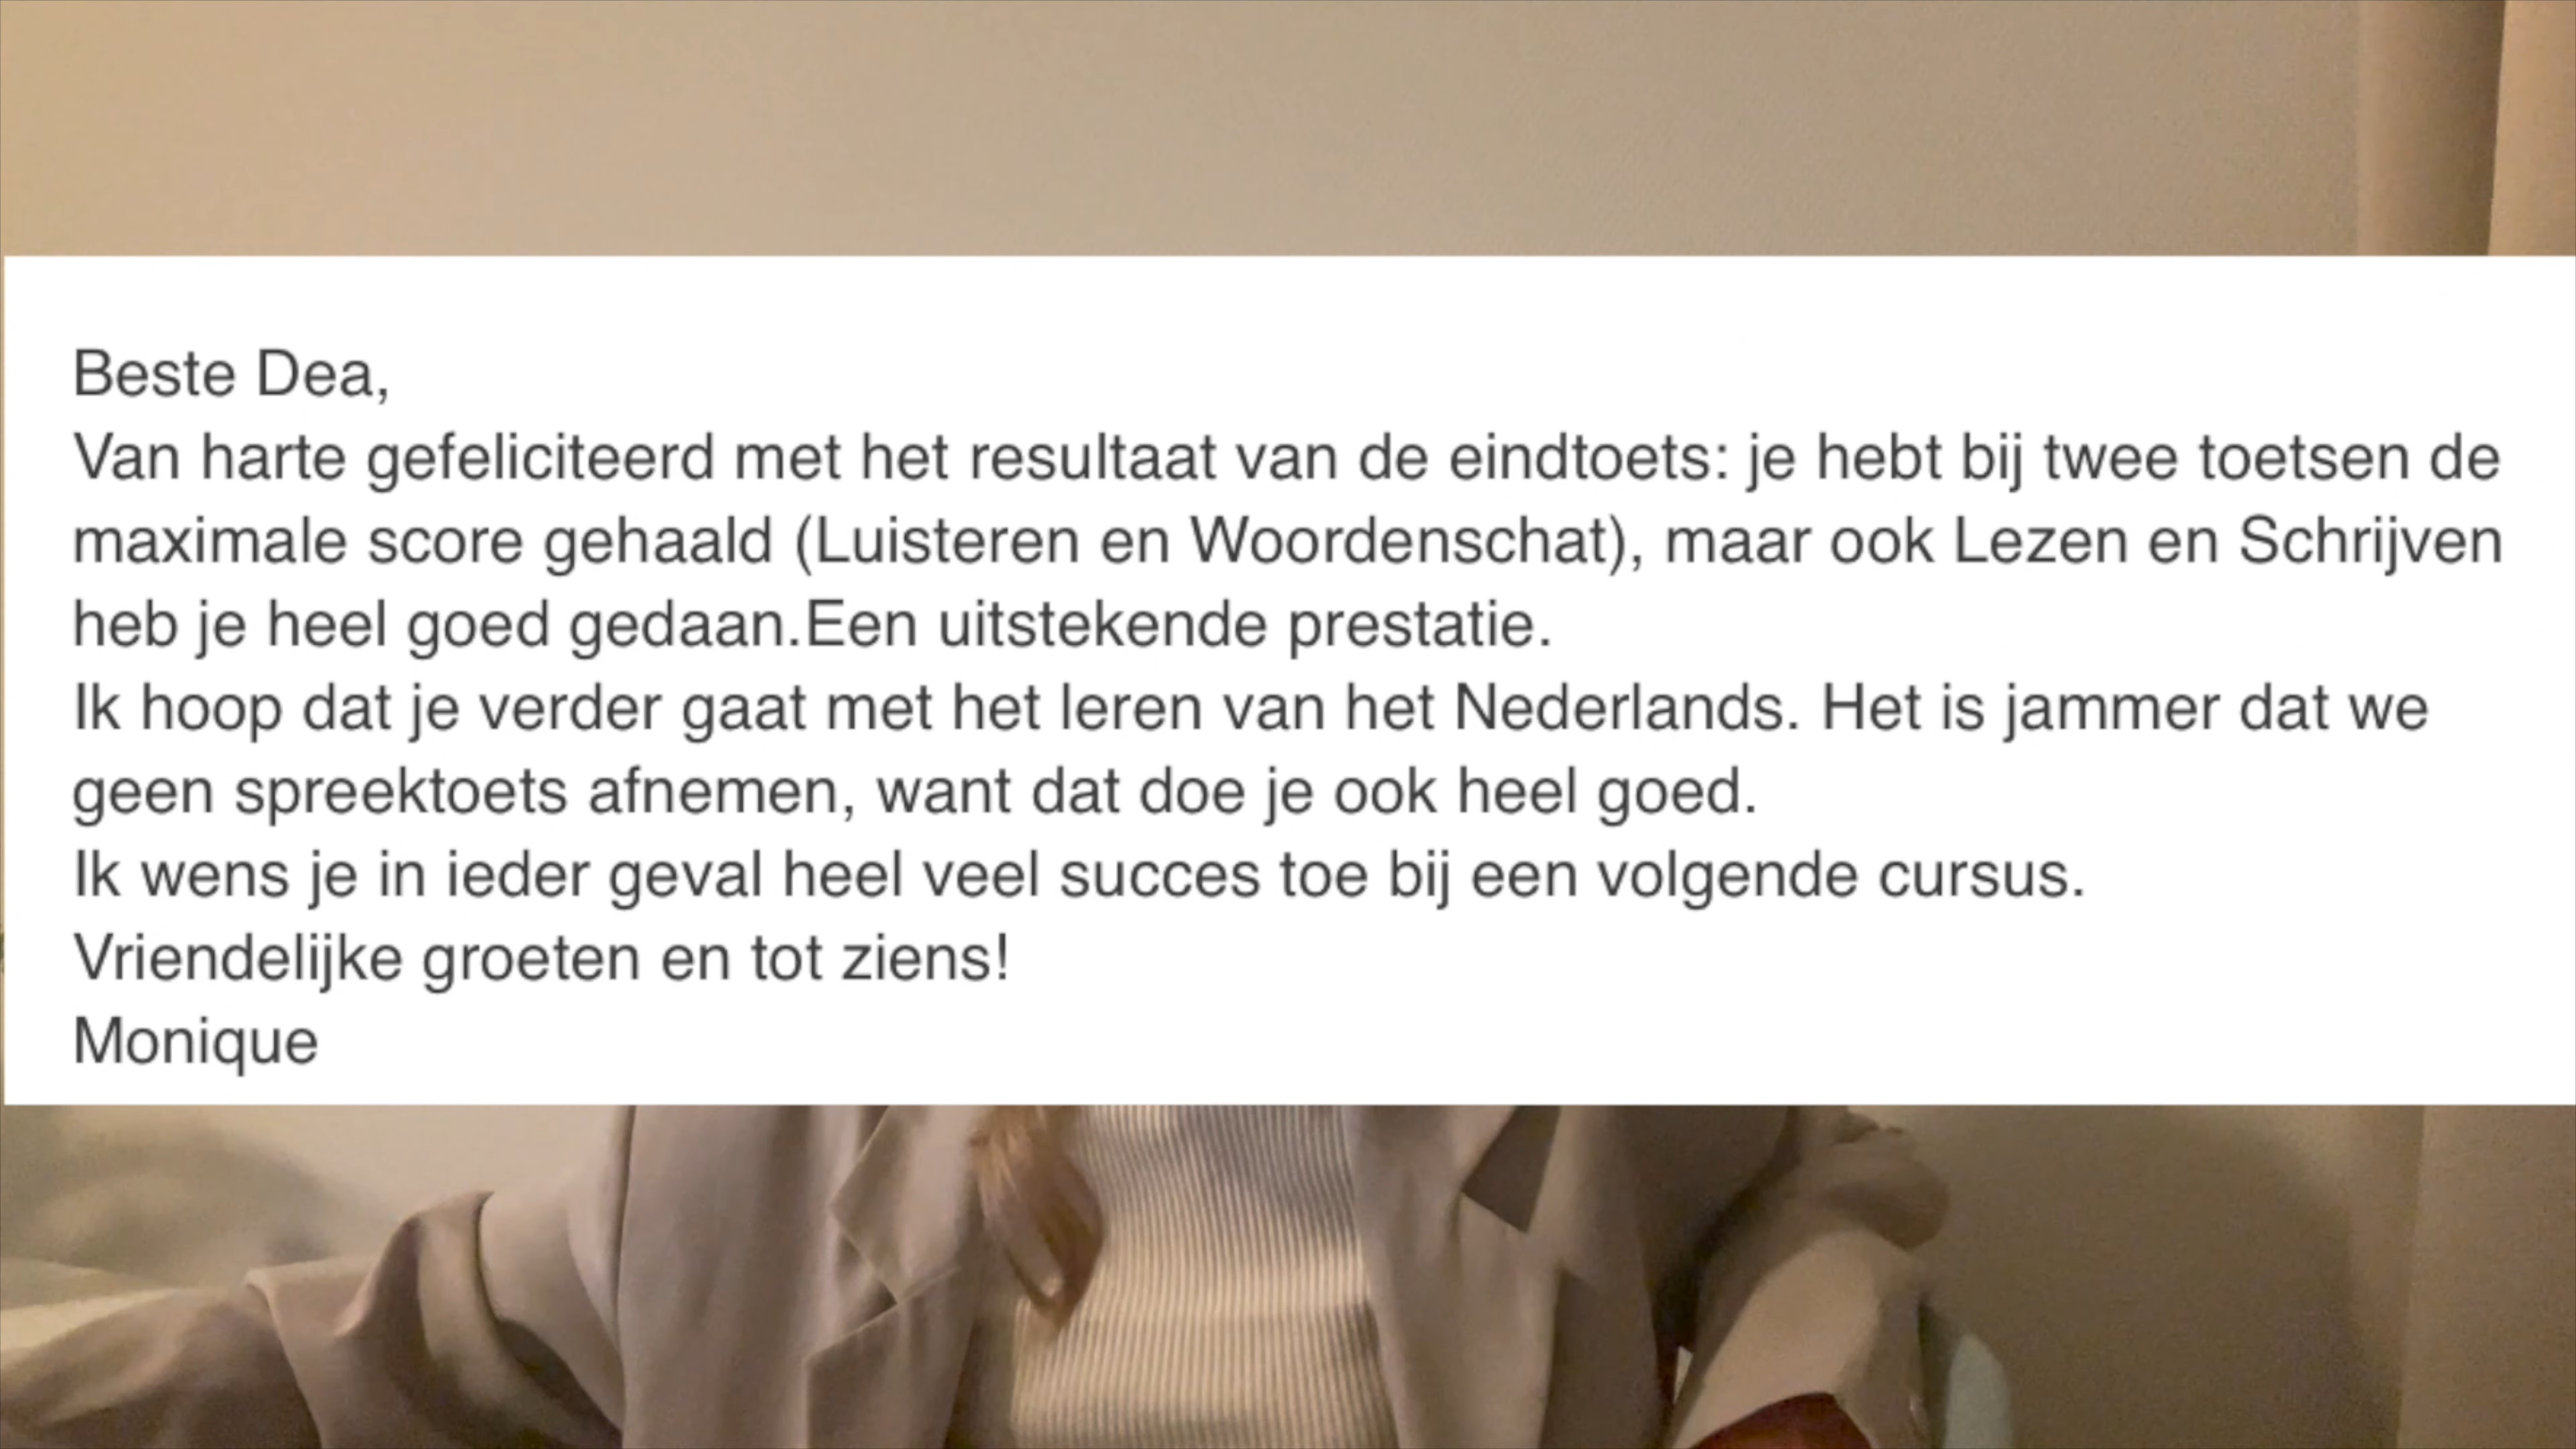 Beste Dea,
Van harte gefeliciteerd met het resultaat van de eindtoets: je hebt bij twee toetsen de
maximale score gehaald (Luisteren en Woordenschat), maar ook Lezen en Schrijven
heb je heel goed gedaan.Een uitstekende prestatie.
Ik hoop dat je verder gaat met het leren van het Nederlands. Het is jammer dat we
geen spreektoets afnemen, want dat doe je ook heel goed.
Ik wens je in ieder geval heel veel succes toe bij een volgende cursus.
Vriendelijke groeten en tot ziens!
Monique